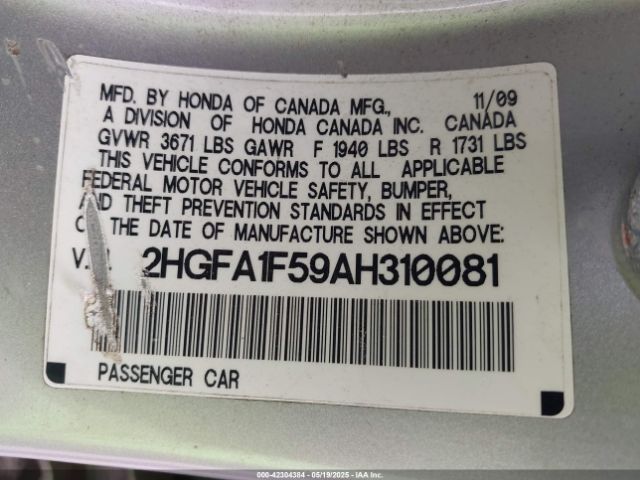 MFD. BY HONDA OF CANADA MFG., 11/09
A DIVISION OF HONDA CANADA INC. CANADA
GVWR 3671 LBS GAWR F 1940 LBS R 1731 LBS
THIS VEHICLE CONFORMS TO ALL APPLICABLE
FEDERAL MOTOR VEHICLE SAFETY, BUMPER,
AND THEFT PREVENTION STANDARDS IN EFFECT
THE DATE OF MANUFACTURE SHOWN ABOVE:
2HGFA1F59AH310081
PASSENGER CAR
000-42304384 - 05/19/2025 - IAA Inc.